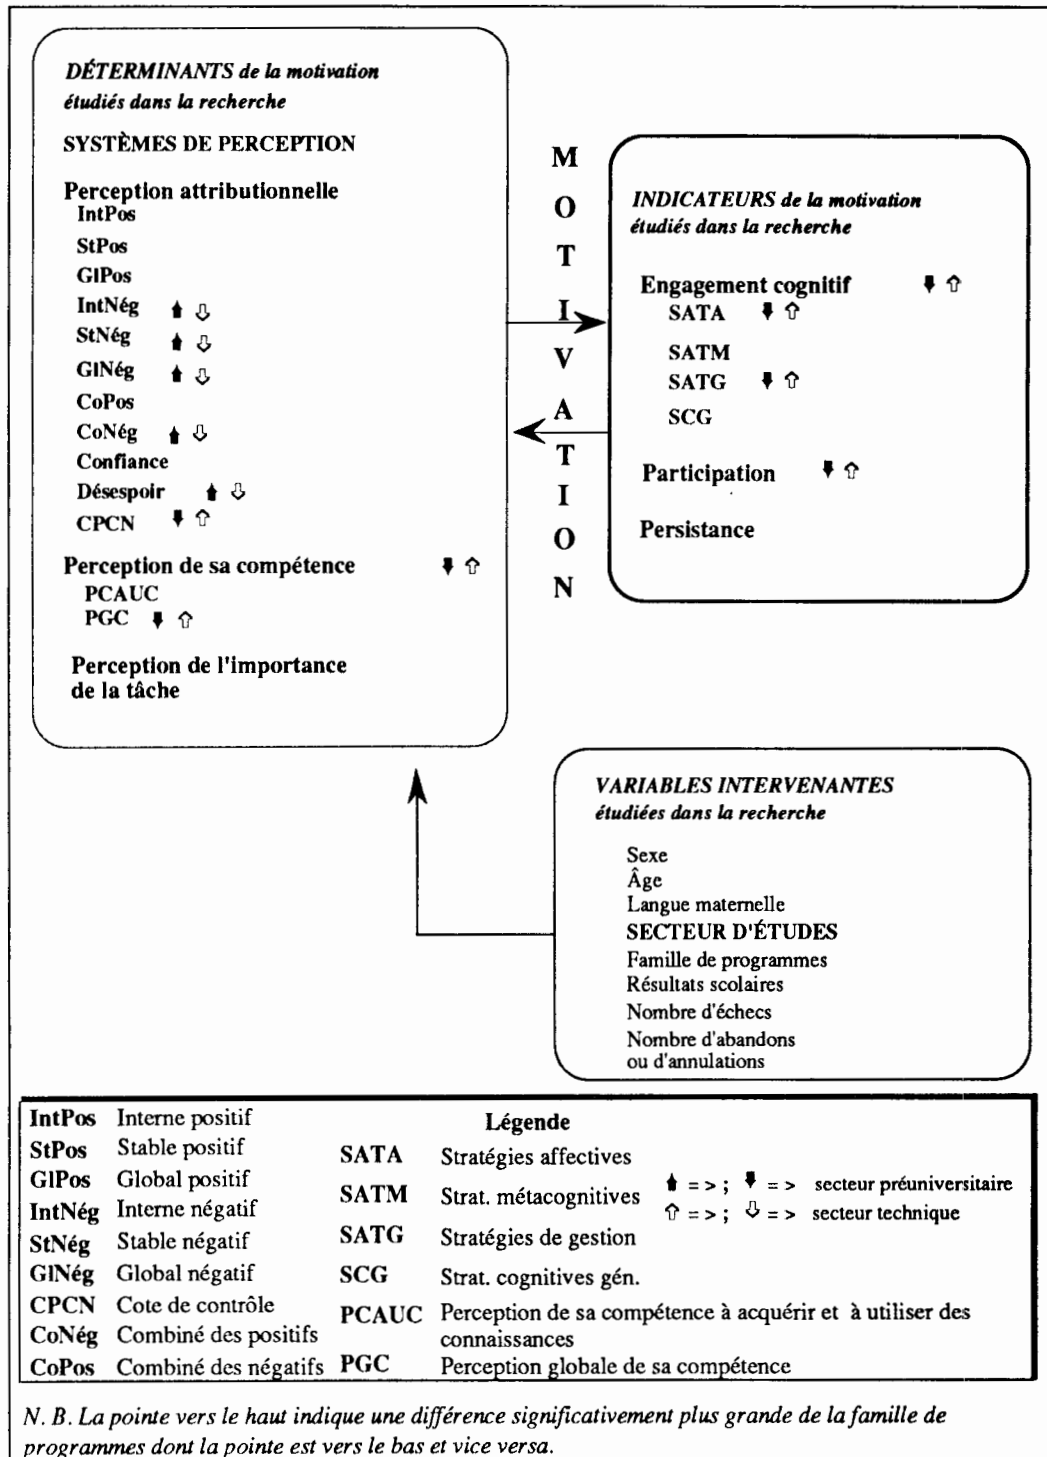 DÉTERMINANTS de la motivation
étudiés dans la recherche
SYSTÈMES DE PERCEPTION
Perception attributionnelle
IntPos
StPos
GlPos
IntNég
StNég
GlNég
CoPos
CoNég
Confiance
Désespoir
CPCN
Perception de sa compétence
PCAUC
PGC
Perception de l'importance
de la tâche
MOTIVATION
INDICATEURS de la motivation
étudiés dans la recherche
Engagement cognitif
SATA
SATM
SATG
SCG
Participation
Persistance
VARIABLES INTERVENANTES
étudiées dans la recherche
Sexe
Âge
Langue maternelle
SECTEUR D'ÉTUDES
Famille de programmes
Résultats scolaires
Nombre d'échecs
Nombre d'abandons
ou d'annulations
Légende
IntPos Interne positif
StPos Stable positif
GlPos Global positif
IntNég Interne négatif
StNég Stable négatif
GlNég Global négatif
CPCN Cote de contrôle
CoNég Combiné des positifs
CoPos Combiné des négatifs
SATA Stratégies affectives
SATM Strat. métacognitives
SATG Stratégies de gestion
SCG Strat. cognitives gén.
PCAUC Perception de sa compétence à acquérir et à utiliser des
connaissances
PGC Perception globale de sa compétence
⬆ = > ; ⬇ = > secteur préuniversitaire
⇧ = > ; ⇩ = > secteur technique
N. B. La pointe vers le haut indique une différence significativement plus grande de la famille de
programmes dont la pointe est vers le bas et vice versa.